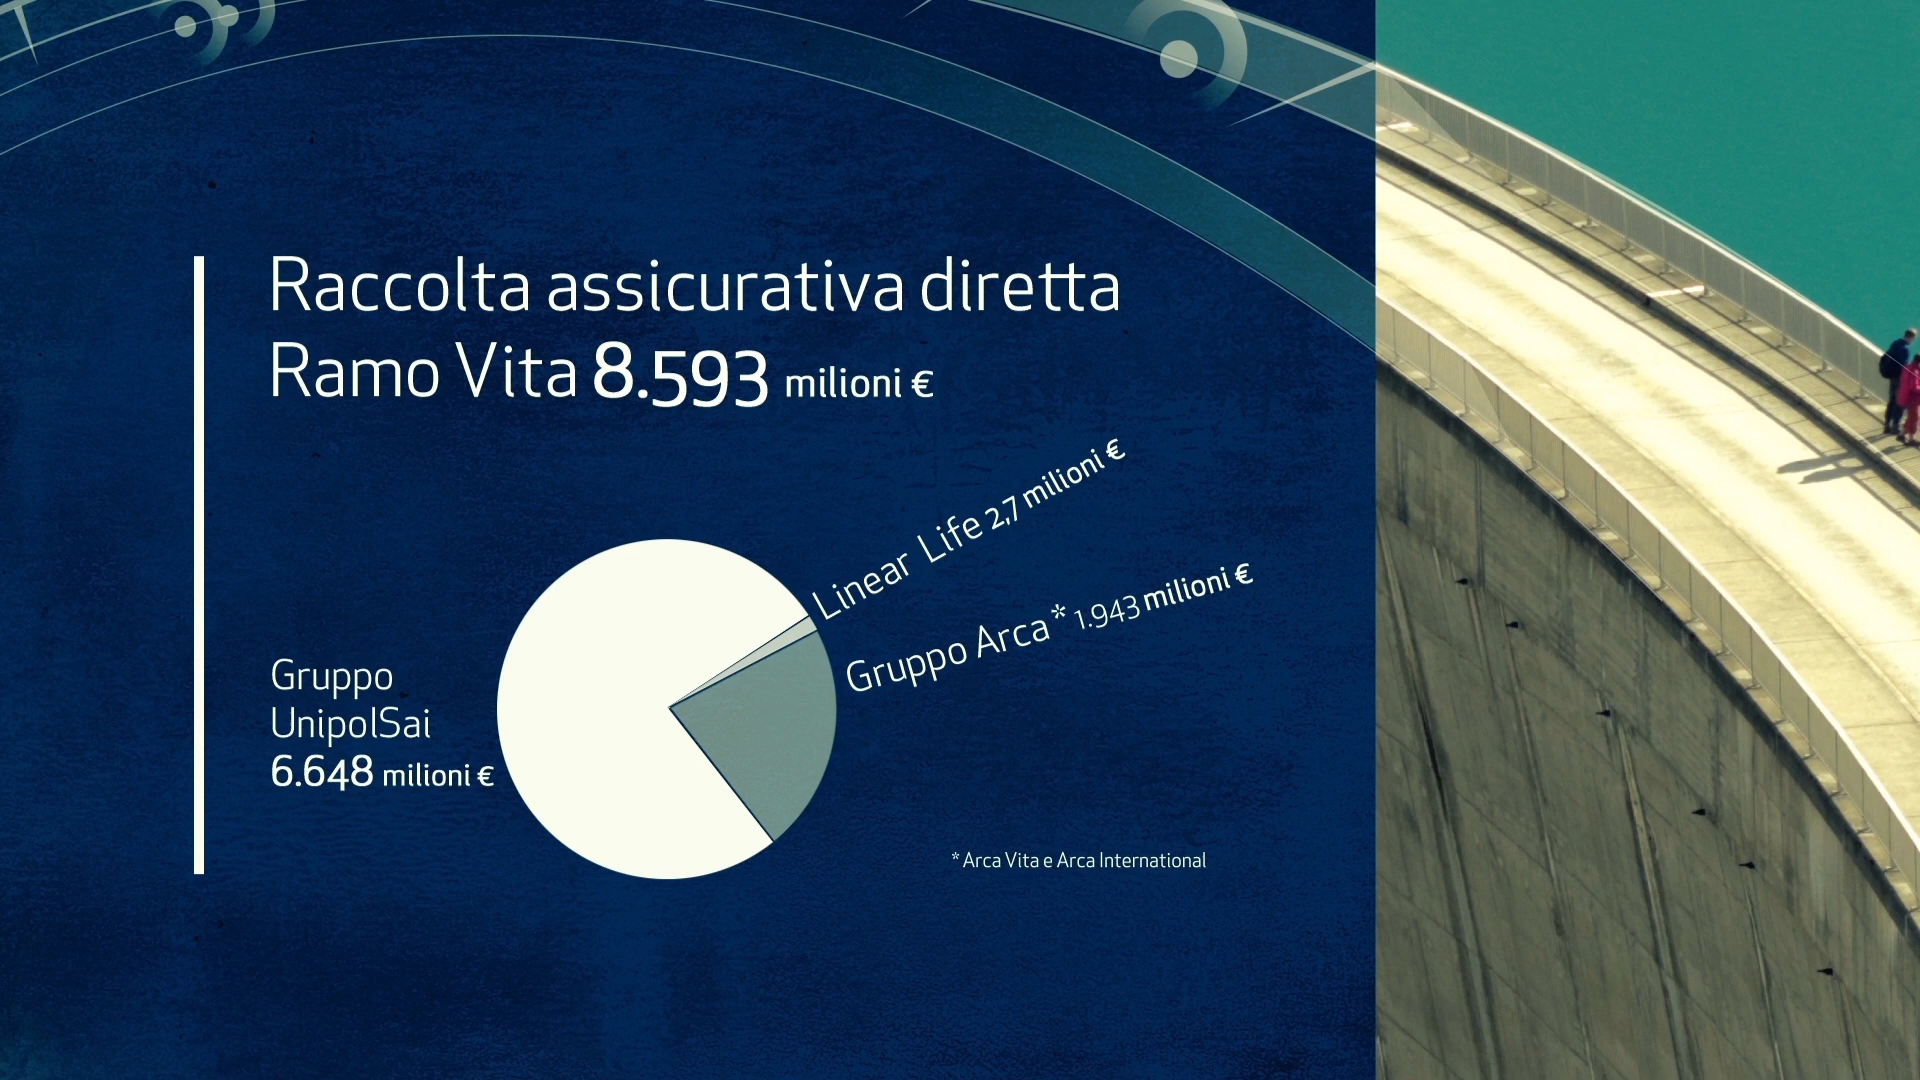 Raccolta assicurativa diretta
Ramo Vita 8.593 milioni €
Linear Life 2,7 milioni €
Gruppo Arca* 1.943 milioni €
Gruppo
UnipolSai
6.648 milioni €
* Arca Vita e Arca International